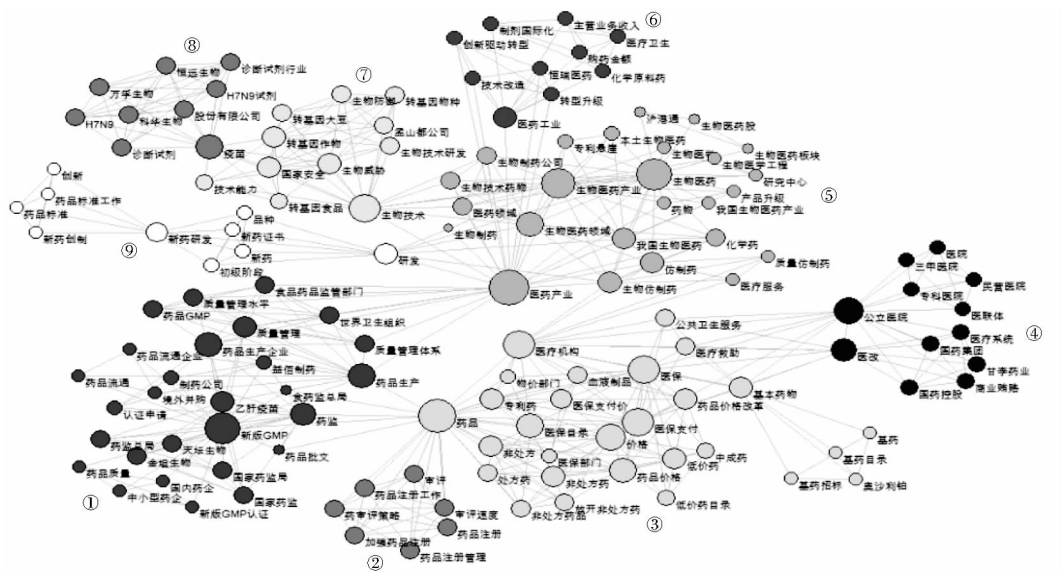 ⑥
主营业务收入
制剂国际化
医疗卫生
创新驱动转型
购药金额
恒瑞医药
化学原料药
技术改造
转型升级
医药工业
⑧
恒远生物
诊断试剂行业
万孚生物
H7N9试剂
科华生物
股份有限公司
H7N9
诊断试剂
疫苗
⑦
生物防御
转基因物种
转基因大豆
孟山都公司
转基因作物
生物技术研发
国家安全
生物威胁
技术能力
转基因食品
生物技术
沪港通
生物医药股
专利悬崖
本土生物医药
生物医学
生物医药板块
生物制药公司
生物医学工程
生物技术药物
生物医药产业
生物医药
研究中心
⑤
产品升级
医药领域
药物
我国生物医药产业
生物制药
生物医药领域
我国生物医药
化学药
仿制药
质量仿制药
生物仿制药
医疗服务
医药产业
创新
药品标准工作
药品标准
新药创制
⑨
新药研发
品种
新药证书
新药
初级阶段
研发
食品药品监管部门
质量管理水平
药品GMP
世界卫生组织
质量管理
药品生产企业
质量管理体系
药品流通企业
益佰制药
药品生产
药品流通
制药公司
境外并购
食药监总局
认证申请
乙肝疫苗
药监
新版GMP
药监总局
天坛生物
药品批文
金坦生物
药品质量
国家药监局
国内药企
①
中小型药企
国家药监
新版GMP认证
公共卫生服务
医疗机构
医疗救助
物价部门
血液制品
医保
基本药物
专利药
医保支付价
药品价格改革
药品
医保目录
价格
医保支付
非处方
医保部门
中成药
处方药
非处方药
药品价格
低价药
非处方药品
放开非处方药
低价药目录
③
基药
基药目录
基药招标
奥沙利铂
审评
药品注册工作
药审评策略
审评速度
加强药品注册
药品注册
②
药品注册管理
医院
三甲医院
民营医院
专科医院
公立医院
医联体
④
医疗系统
医改
国药集团
甘李药业
国药控股
商业贿赂